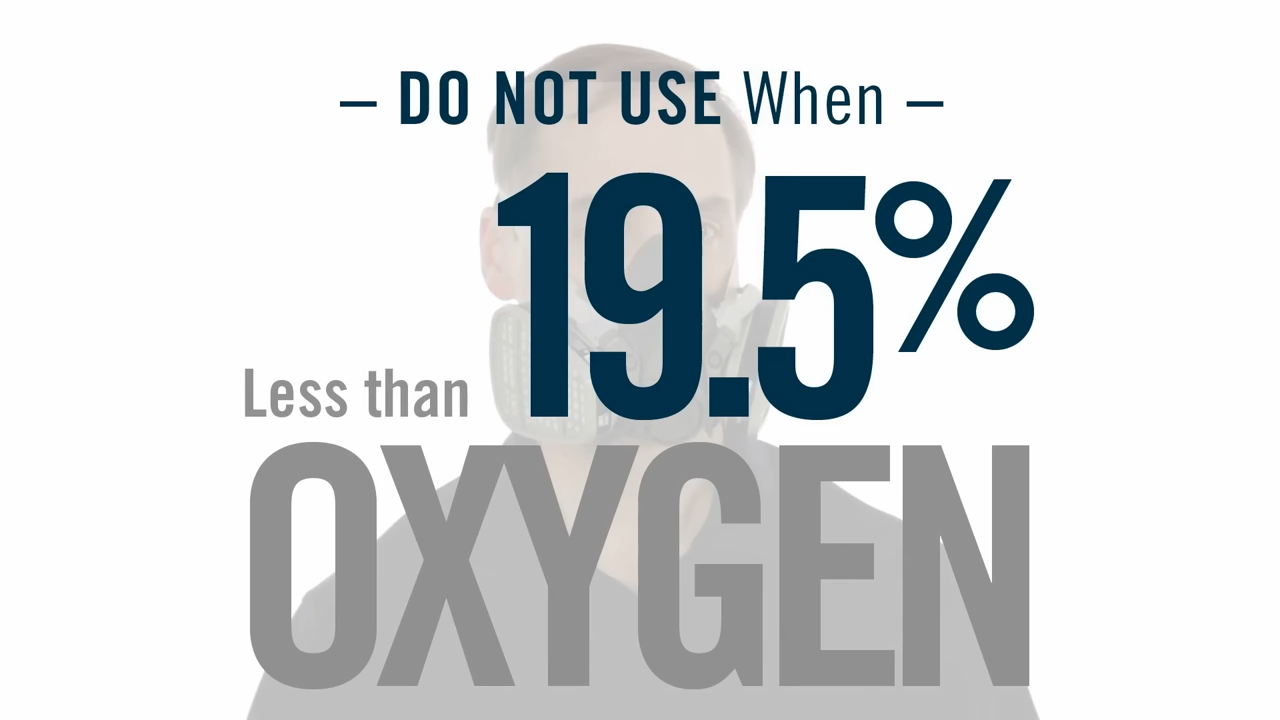 – DO NOT USE When –
Less than 19.5%
OXYGEN